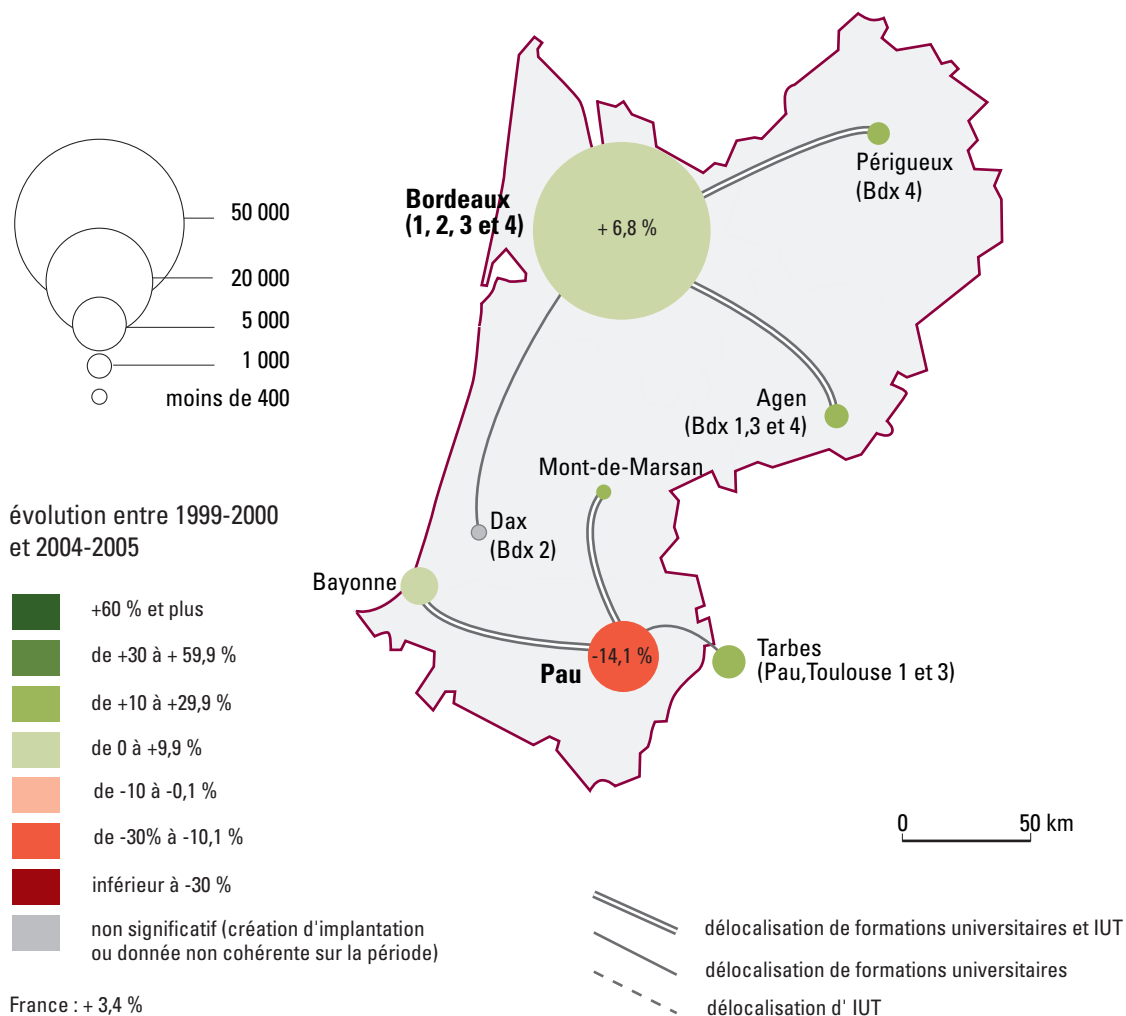 50 000
20 000
5 000
1 000
moins de 400
Périgueux
(Bdx 4)
Bordeaux
(1, 2, 3 et 4)
+ 6,8 %
Agen
(Bdx 1,3 et 4)
Mont-de-Marsan
Dax
(Bdx 2)
Bayonne
Pau
-14,1 %
Tarbes
(Pau,Toulouse 1 et 3)
évolution entre 1999-2000
et 2004-2005
+60 % et plus
de +30 à + 59,9 %
de +10 à +29,9 %
de 0 à +9,9 %
de -10 à -0,1 %
de -30% à -10,1 %
inférieur à -30 %
non significatif (création d'implantation
ou donnée non cohérente sur la période)
France : + 3,4 %
0 50 km
délocalisation de formations universitaires et IUT
délocalisation de formations universitaires
délocalisation d' IUT